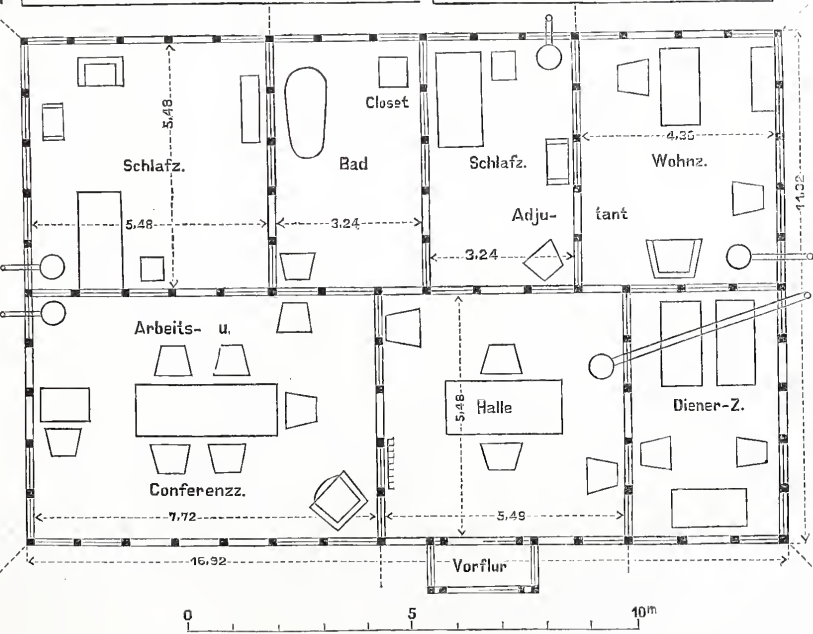 Closet
5,48
Schlafz.
Bad
Schlafz.
4,36
Wohnz.
11,32
5,48
3,24
Adju- tant
3,24
Arbeits- u.
5,48
Halle
Diener-Z.
Conferenzz.
7,72
5,49
16,92
Vorflur
0 5 10m